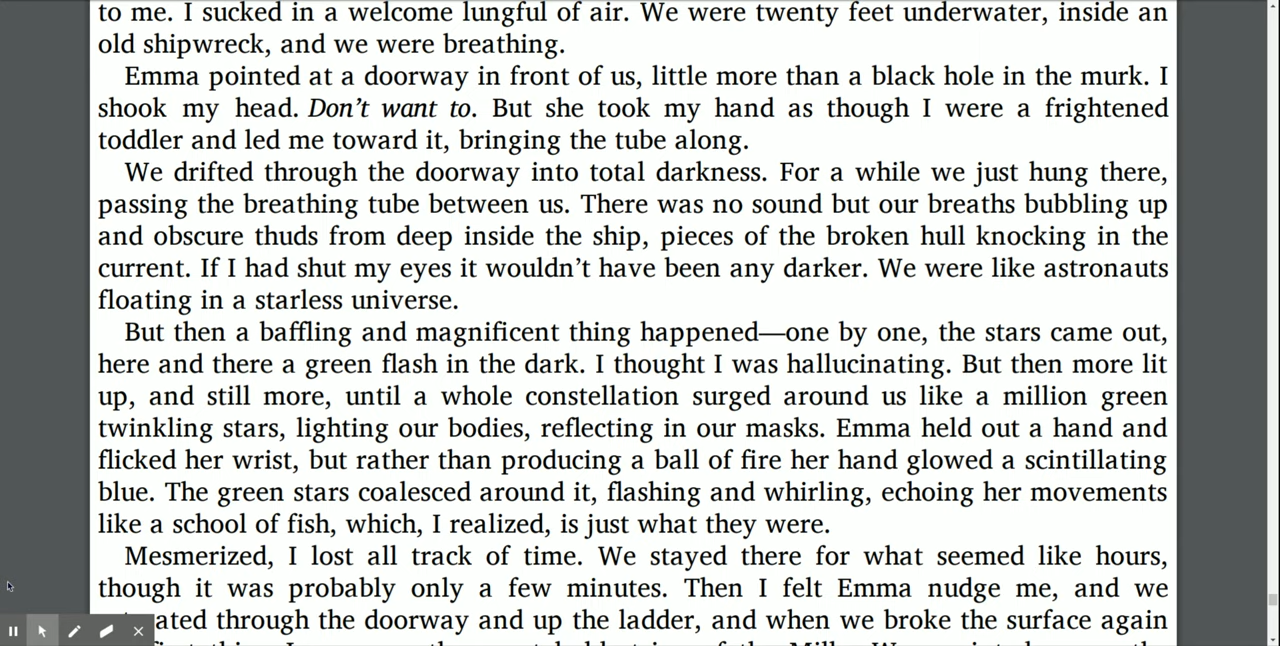 to me. I sucked in a welcome lungful of air. We were twenty feet underwater, inside an
old shipwreck, and we were breathing.
Emma pointed at a doorway in front of us, little more than a black hole in the murk. I
shook my head. Don’t want to. But she took my hand as though I were a frightened
toddler and led me toward it, bringing the tube along.
We drifted through the doorway into total darkness. For a while we just hung there,
passing the breathing tube between us. There was no sound but our breaths bubbling up
and obscure thuds from deep inside the ship, pieces of the broken hull knocking in the
current. If I had shut my eyes it wouldn’t have been any darker. We were like astronauts
floating in a starless universe.
But then a baffling and magnificent thing happened—one by one, the stars came out,
here and there a green flash in the dark. I thought I was hallucinating. But then more lit
up, and still more, until a whole constellation surged around us like a million green
twinkling stars, lighting our bodies, reflecting in our masks. Emma held out a hand and
flicked her wrist, but rather than producing a ball of fire her hand glowed a scintillating
blue. The green stars coalesced around it, flashing and whirling, echoing her movements
like a school of fish, which, I realized, is just what they were.
Mesmerized, I lost all track of time. We stayed there for what seemed like hours,
though it was probably only a few minutes. Then I felt Emma nudge me, and we
ated through the doorway and up the ladder, and when we broke the surface again